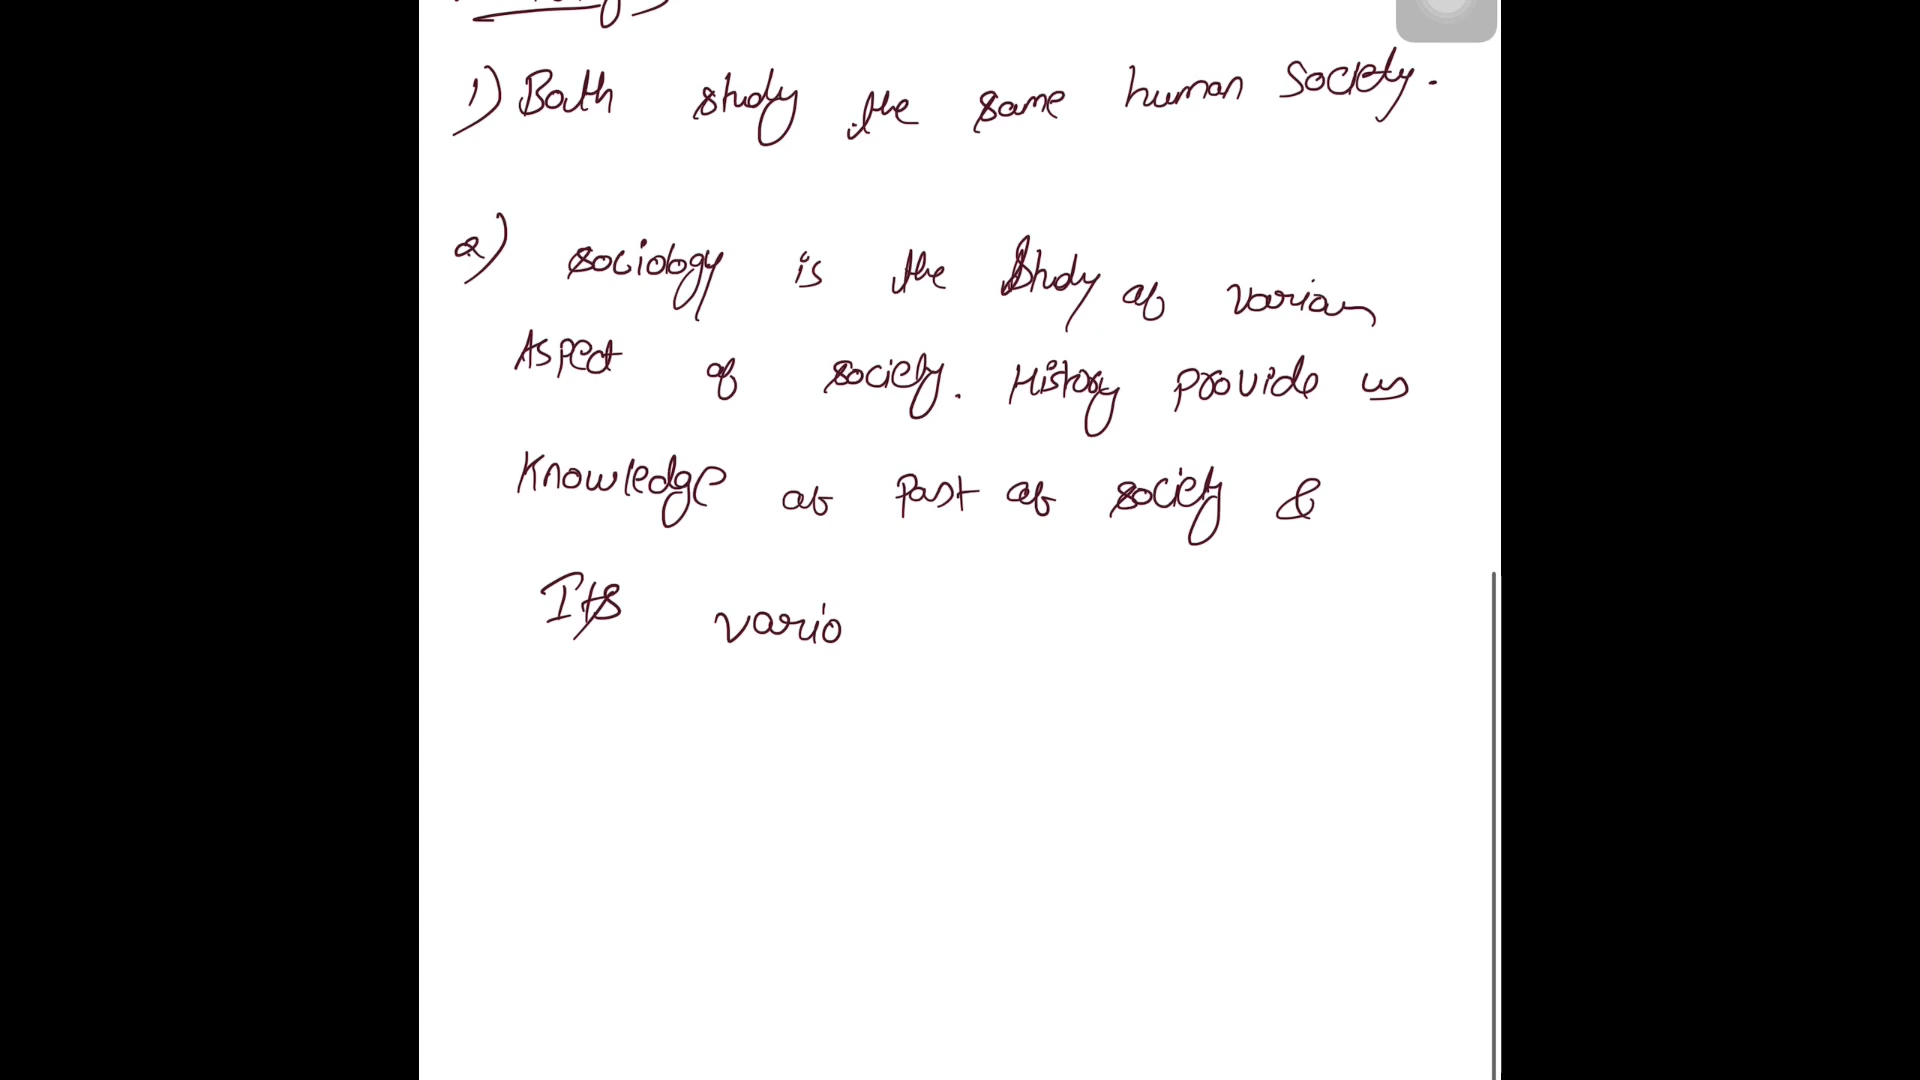 1) Both study the same human Society.
2) sociology is the study of various
Aspect of society. History provide us
Knowledge of Past of society &
Its vario